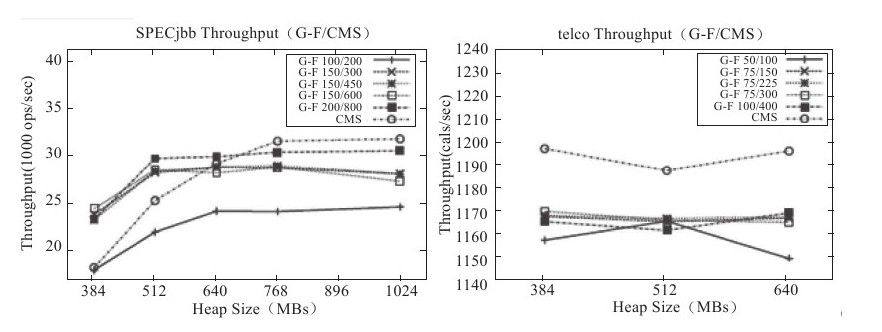 SPECjbb Throughput（G-F/CMS）
Throughput(1000 ops/sec)
40
35
30
25
20
G-F 100/200
G-F 150/300
G-F 150/450
G-F 150/600
G-F 200/800
CMS
384 512 640 768 896 1024
Heap Size（MBs）
telco Throughput（G-F/CMS）
Throughput(cals/sec)
1240
1230
1220
1210
1200
1190
1180
1170
1160
1150
1140
G-F 50/100
G-F 75/150
G-F 75/225
G-F 75/300
G-F 100/400
CMS
384 512 640
Heap Size（MBs）